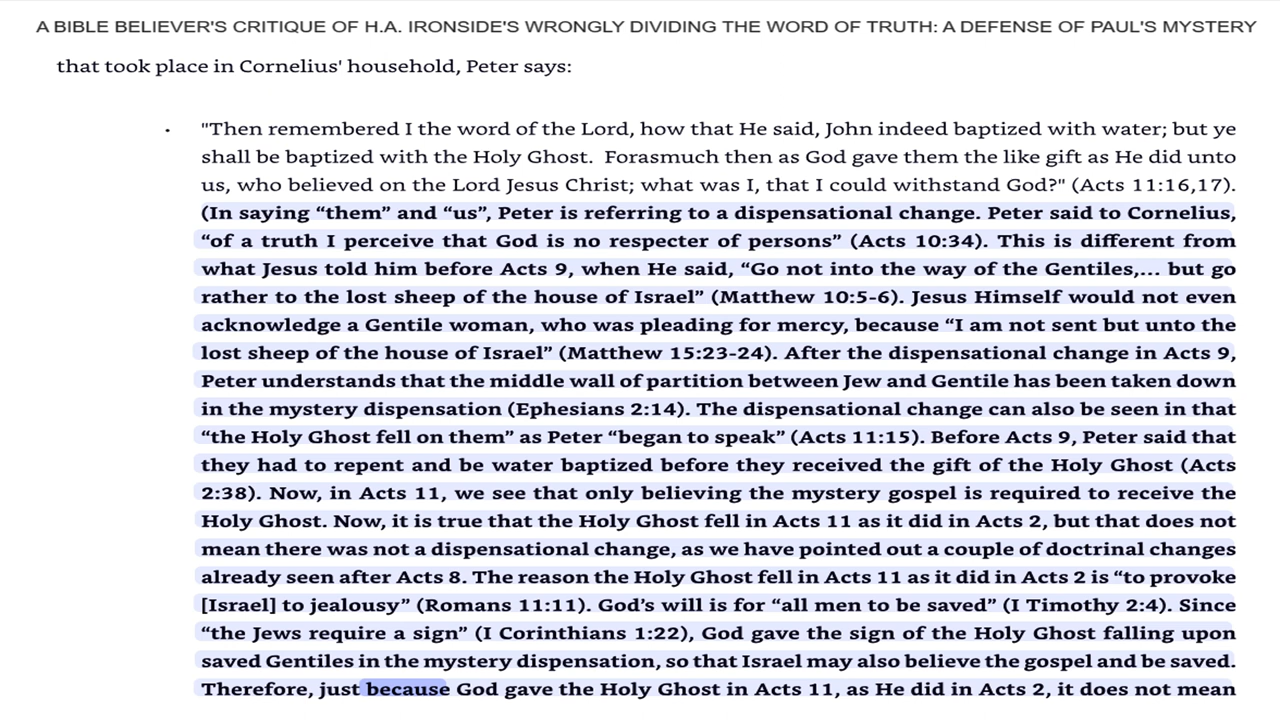 A BIBLE BELIEVER'S CRITIQUE OF H.A. IRONSIDE'S WRONGLY DIVIDING THE WORD OF TRUTH: A DEFENSE OF PAUL'S MYSTERY
that took place in Cornelius' household, Peter says:
· "Then remembered I the word of the Lord, how that He said, John indeed baptized with water; but ye
shall be baptized with the Holy Ghost. Forasmuch then as God gave them the like gift as He did unto
us, who believed on the Lord Jesus Christ; what was I, that I could withstand God?" (Acts 11:16,17).
(In saying “them” and “us”, Peter is referring to a dispensational change. Peter said to Cornelius,
“of a truth I perceive that God is no respecter of persons” (Acts 10:34). This is different from
what Jesus told him before Acts 9, when He said, “Go not into the way of the Gentiles,... but go
rather to the lost sheep of the house of Israel” (Matthew 10:5-6). Jesus Himself would not even
acknowledge a Gentile woman, who was pleading for mercy, because “I am not sent but unto the
lost sheep of the house of Israel” (Matthew 15:23-24). After the dispensational change in Acts 9,
Peter understands that the middle wall of partition between Jew and Gentile has been taken down
in the mystery dispensation (Ephesians 2:14). The dispensational change can also be seen in that
“the Holy Ghost fell on them” as Peter “began to speak” (Acts 11:15). Before Acts 9, Peter said that
they had to repent and be water baptized before they received the gift of the Holy Ghost (Acts
2:38). Now, in Acts 11, we see that only believing the mystery gospel is required to receive the
Holy Ghost. Now, it is true that the Holy Ghost fell in Acts 11 as it did in Acts 2, but that does not
mean there was not a dispensational change, as we have pointed out a couple of doctrinal changes
already seen after Acts 8. The reason the Holy Ghost fell in Acts 11 as it did in Acts 2 is “to provoke
[Israel] to jealousy” (Romans 11:11). God’s will is for “all men to be saved” (I Timothy 2:4). Since
“the Jews require a sign” (I Corinthians 1:22), God gave the sign of the Holy Ghost falling upon
saved Gentiles in the mystery dispensation, so that Israel may also believe the gospel and be saved.
Therefore, just because God gave the Holy Ghost in Acts 11, as He did in Acts 2, it does not mean